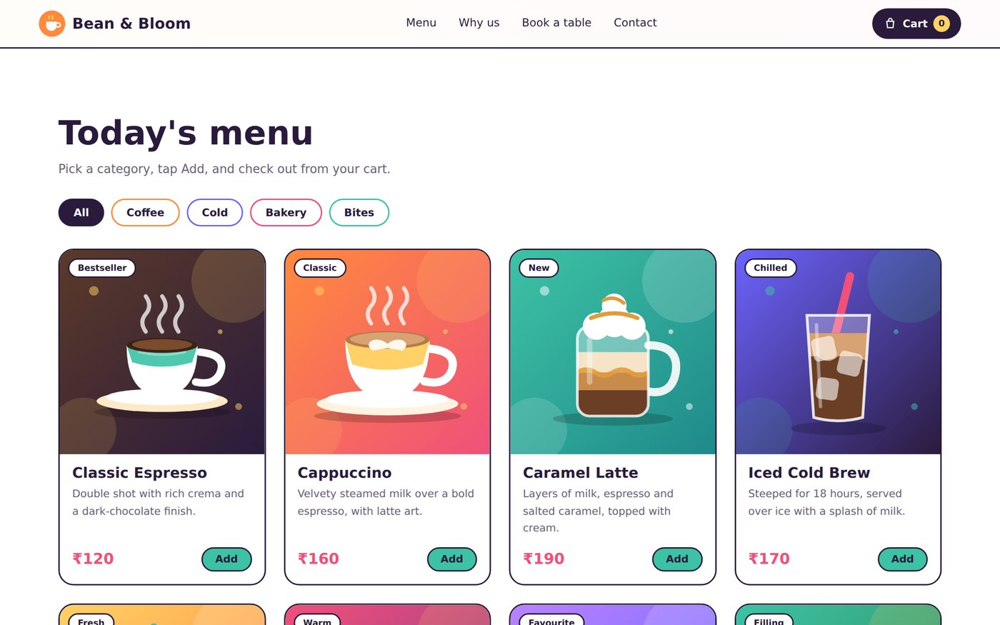 Bean & Bloom
Menu
Why us
Book a table
Contact
Cart 0
Today's menu
Pick a category, tap Add, and check out from your cart.
All
Coffee
Cold
Bakery
Bites
Bestseller
Classic Espresso
Double shot with rich crema and
a dark-chocolate finish.
₹120
Add
Classic
Cappuccino
Velvety steamed milk over a bold
espresso, with latte art.
₹160
Add
New
Caramel Latte
Layers of milk, espresso and
salted caramel, topped with
cream.
₹190
Add
Chilled
Iced Cold Brew
Steeped for 18 hours, served
over ice with a splash of milk.
₹170
Add
Fresh
Warm
Favourite
Filling